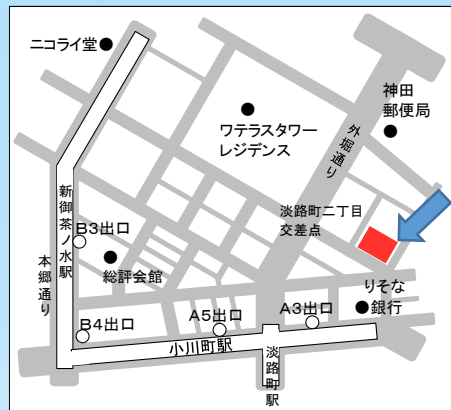 ニコライ堂
神田
郵便局
ワテラスタワー
レジデンス
外堀通り
淡路町二丁目
交差点
新御茶ノ水駅
B3出口
本郷通り
総評会館
りそな
銀行
B4出口
A5出口
A3出口
小川町駅
淡路町駅